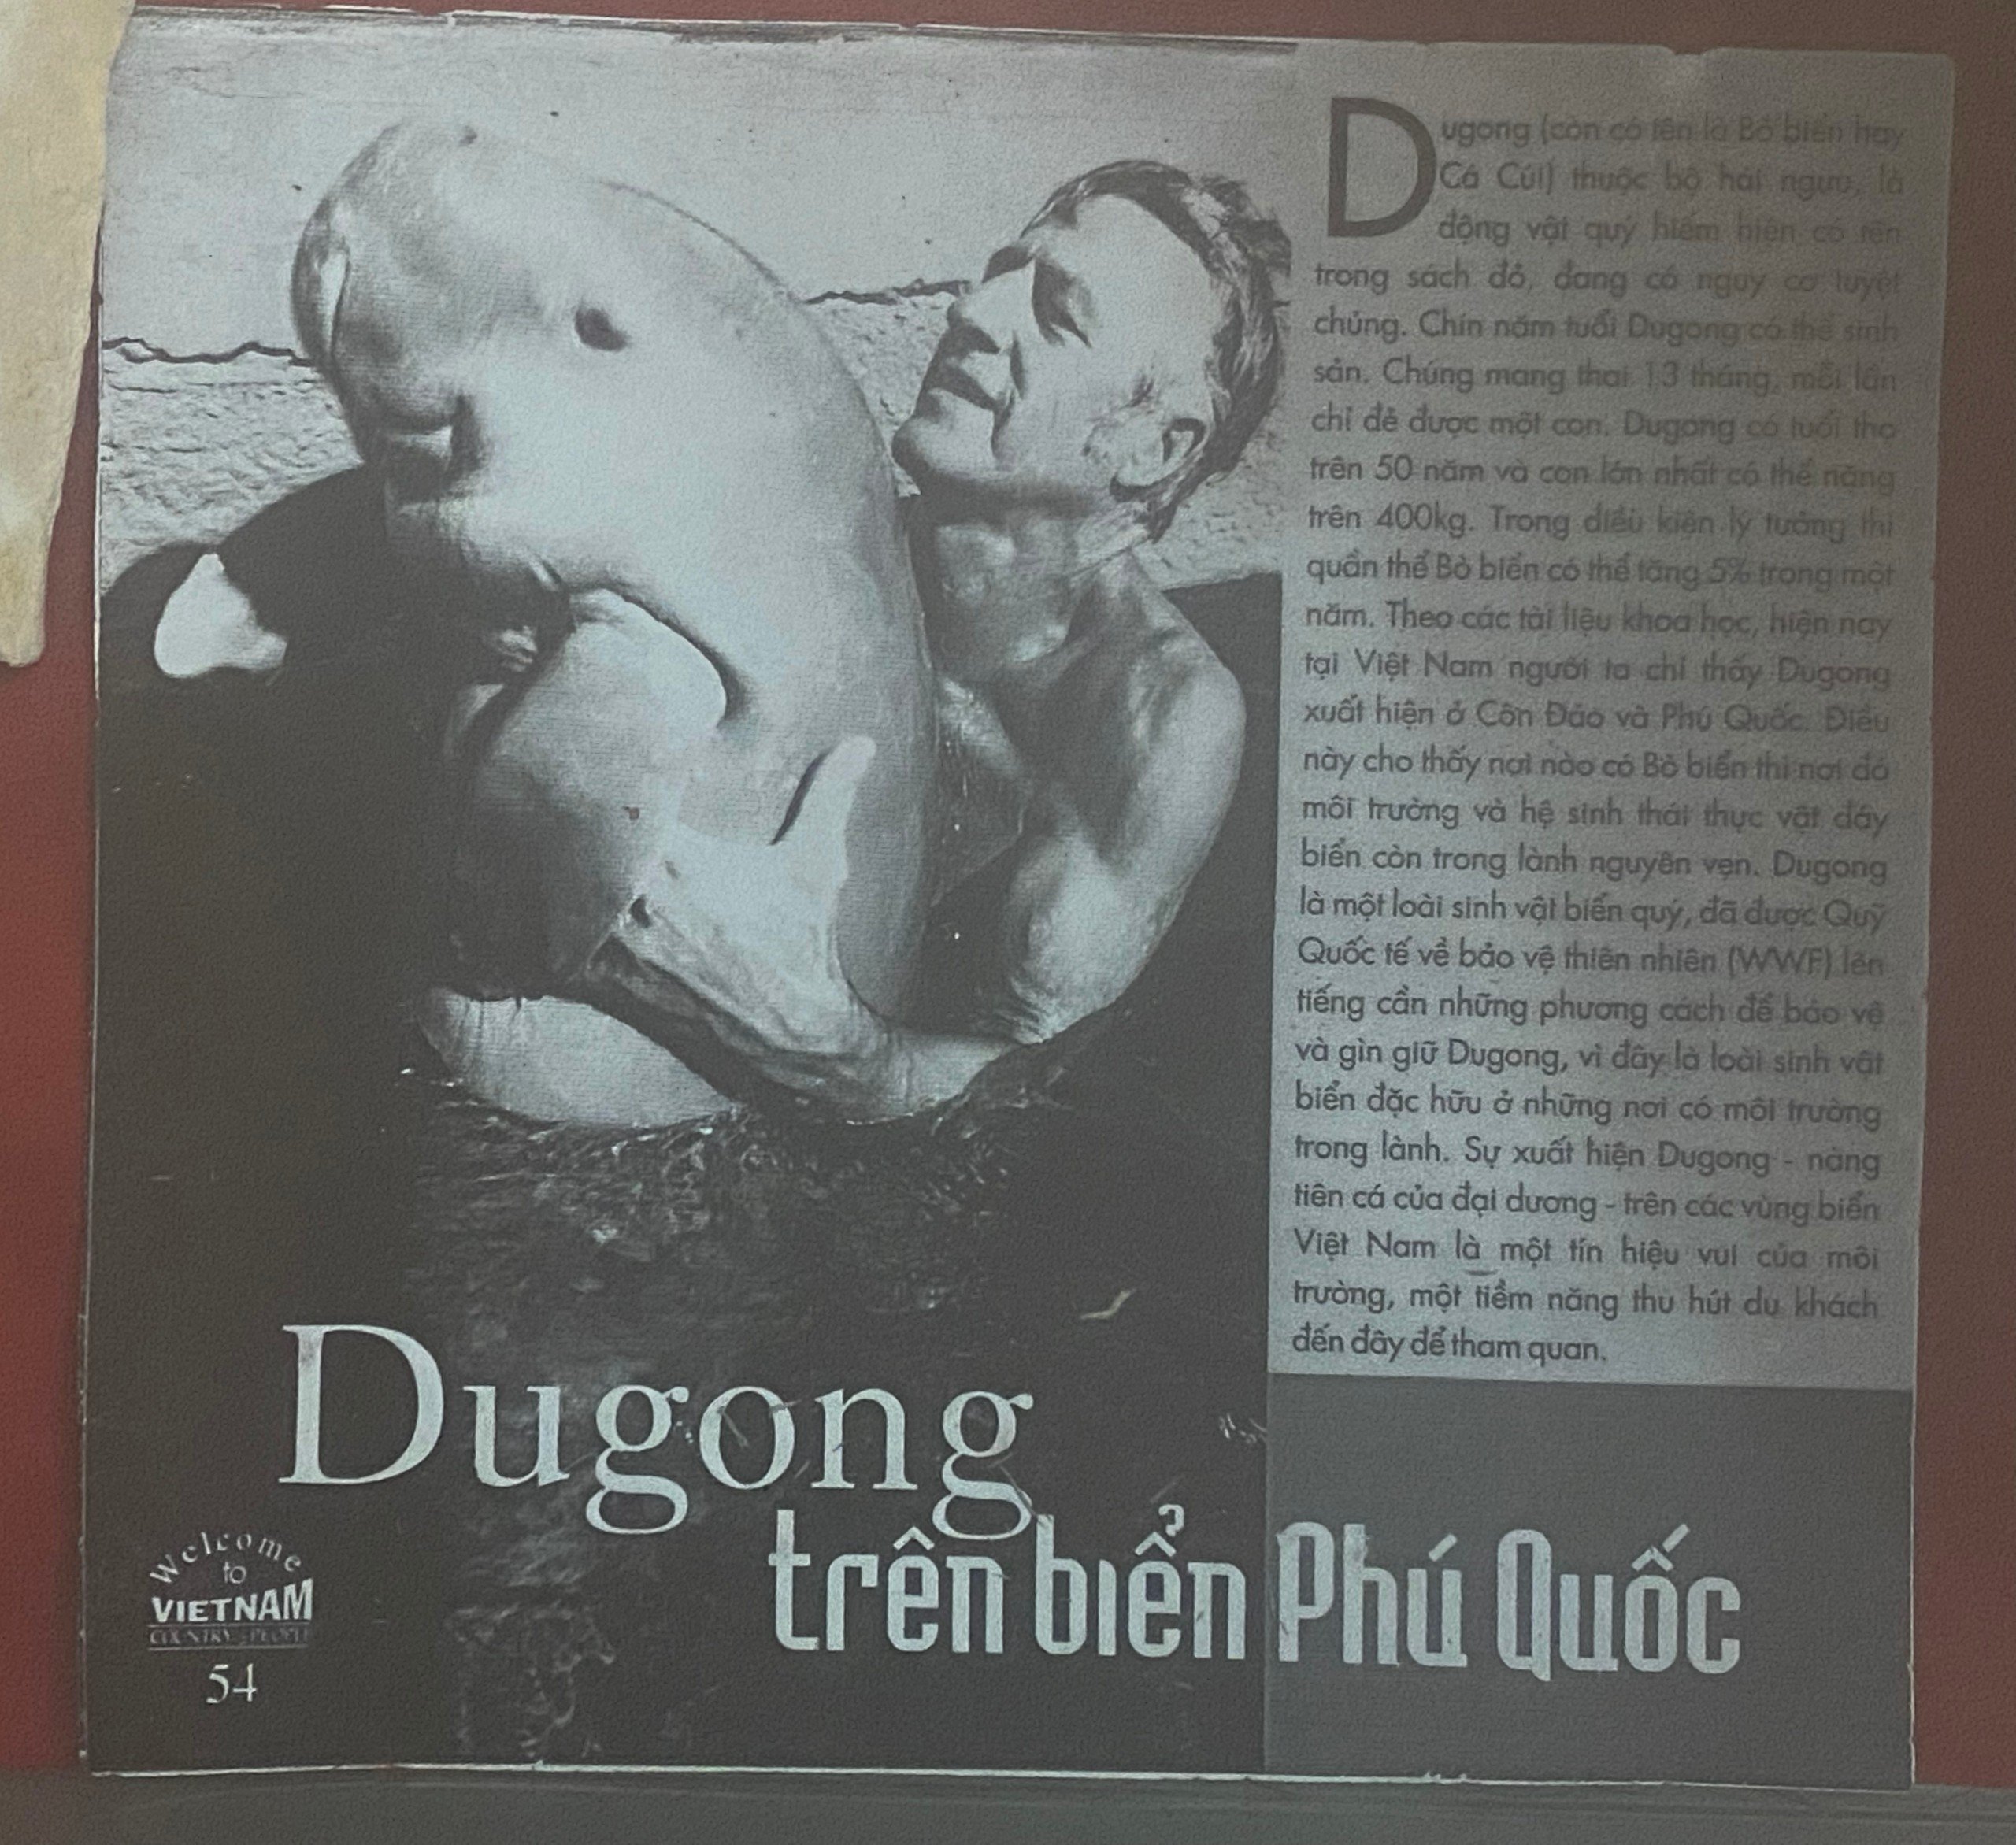 Dugong (còn có tên là Bò biển hay
Cá Cúi) thuộc bộ hải ngưu, là
động vật quý hiếm hiện có tên
trong sách đỏ, đang có nguy cơ tuyệt
chủng. Chín năm tuổi Dugong có thể sinh
sản. Chúng mang thai 13 tháng, mỗi lần
chỉ đẻ được một con. Dugong có tuổi thọ
trên 50 năm và con lớn nhất có thể nặng
trên 400kg. Trong điều kiện lý tưởng thì
quần thể Bò biển có thể tăng 5% trong một
năm. Theo các tài liệu khoa học, hiện nay
tại Việt Nam người ta chỉ thấy Dugong
xuất hiện ở Côn Đảo và Phú Quốc. Điều
này cho thấy nơi nào có Bò biển thì nơi đó
môi trường và hệ sinh thái thực vật đáy
biển còn trong lành nguyên vẹn. Dugong
là một loài sinh vật biển quý, đã được Quỹ
Quốc tế về bảo vệ thiên nhiên (WWF) lên
tiếng cần những phương cách để bảo vệ
và gìn giữ Dugong, vì đây là loài sinh vật
biển đặc hữu ở những nơi có môi trường
trong lành. Sự xuất hiện Dugong - nàng
tiên cá của đại dương - trên các vùng biển
Việt Nam là một tín hiệu vui của môi
trường, một tiềm năng thu hút du khách
đến đây để tham quan.
Dugong
trên biển Phú Quốc
Welcome
to
VIETNAM
COUNTRY - PEOPLE
54